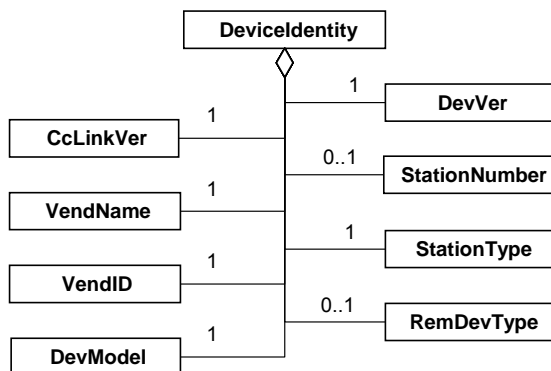 DeviceIdentity
1
DevVer
1
CcLinkVer
0..1
StationNumber
1
VendName
1
StationType
1
VendID
0..1
RemDevType
1
DevModel